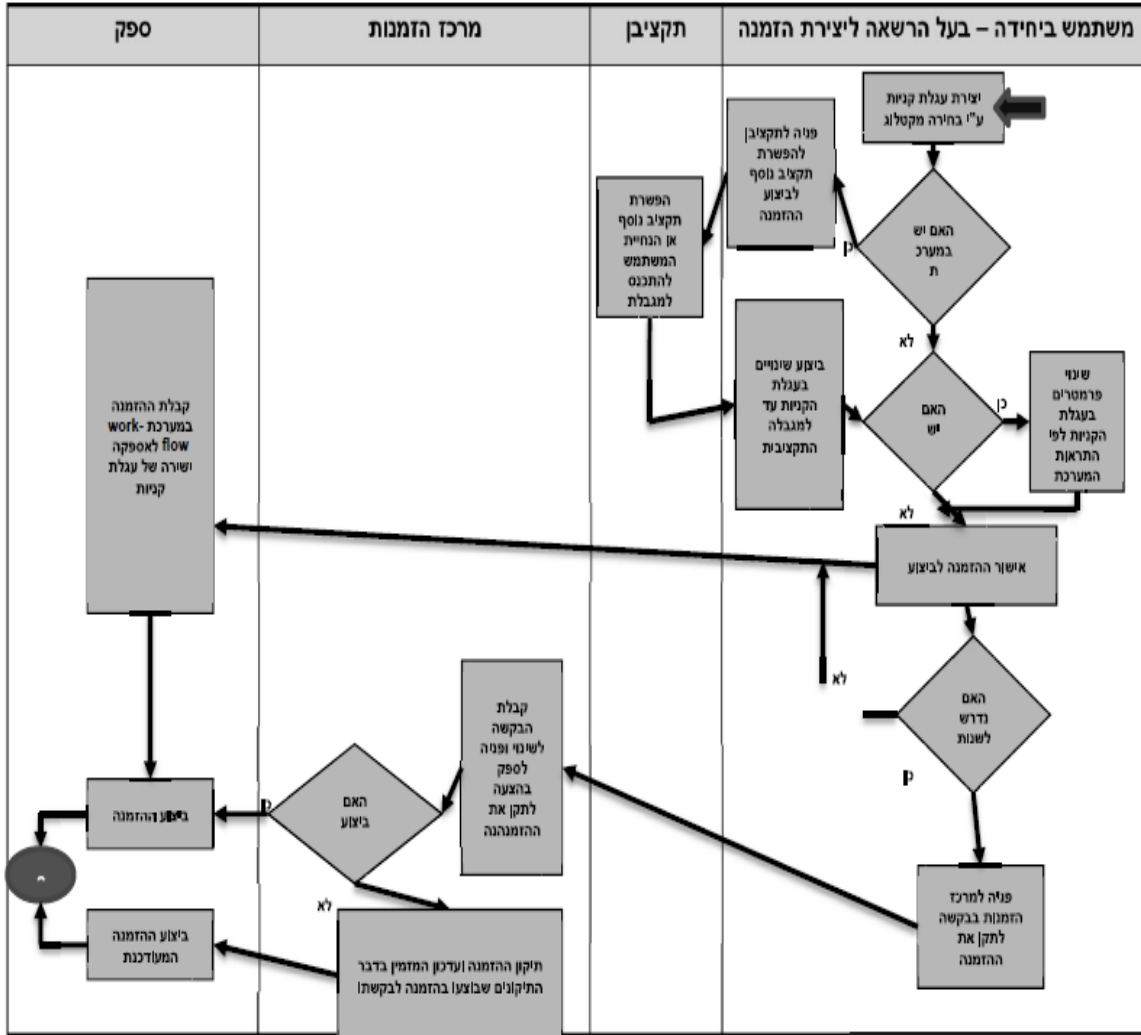 משתמש ביחידה – בעל הרשאה ליצירת הזמנה
תקציבן
מרכז הזמנות
ספק
יצירת עגלת קניות
ע"י בחירה מקטלוג
פניה לתקציבן
להפשרת
תקציב נוסף
לביצוע
ההזמנה
הפשרת
תקציב נוסף
או הנחיית
המשתמש
להתכנס
למגבלת
האם יש
במערכ
ת
כן
לא
ביצוע שינויים
בעגלת
הקניות עד
למגבלה
התקציבית
האם
יש
כן
שינוי
פרמטרים
בעגלת
הקניות לפי
התראות
המערכת
לא
אישור ההזמנה לביצוע
קבלת ההזמנה
במערכת work-
flow לאספקה
ישירה של עגלת
קניות
לא
האם
נדרש
לשנות
כן
קבלת
הבקשה
לשינוי ופניה
לספק
בהצעה
לתקן את
ההזמנהנה
האם
ביצוע
כן
ביצוע ההזמנה
לא
פניה למרכז
הזמנות בבקשה
לתקן את
ההזמנה
תיקון ההזמנה ועדכון המזמין בדבר
התיקונים שבוצעו בהזמנה לבקשתו
ביצוע ההזמנה
המעודכנת